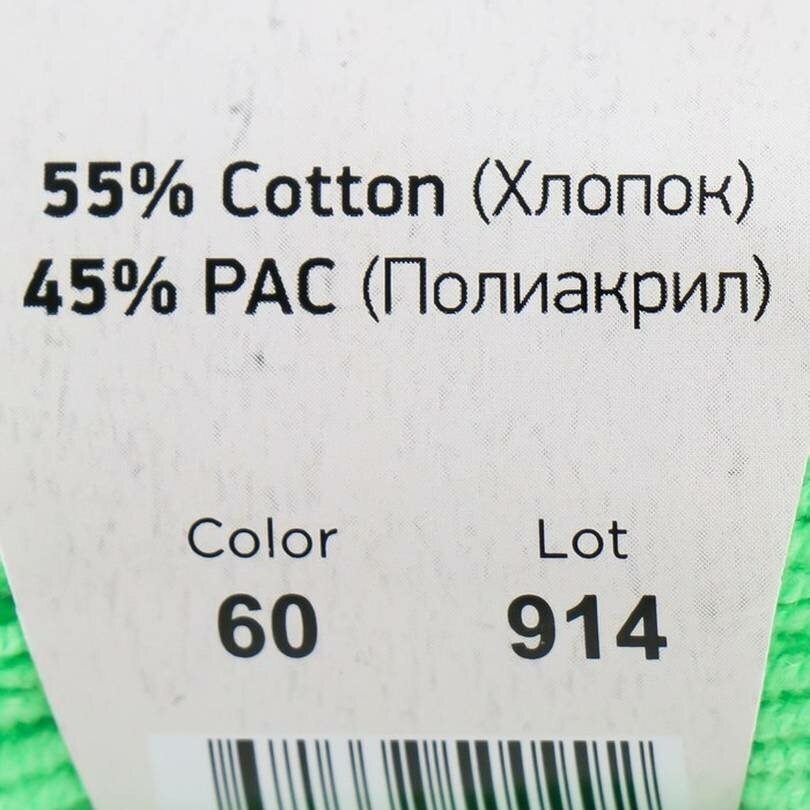 55% Cotton (Хлопок)
45% PAC (Полиакрил)
Color Lot
60 914